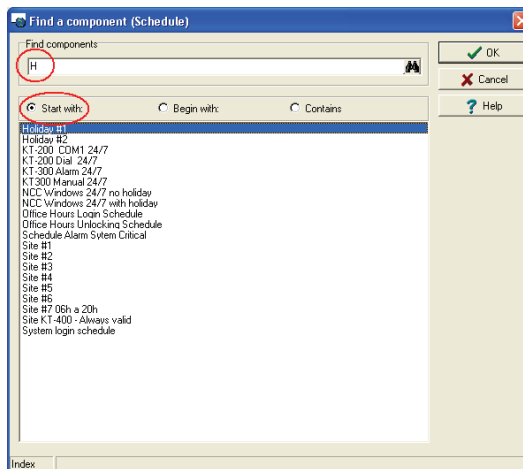 Find a component (Schedule)
Find components
H
OK
Cancel
Help
Start with:
Begin with:
Contains
Holiday #1
Holiday #2
KT-200 COM1 24/7
KT-200 Dial 24/7
KT-300 Alarm 24/7
KT300 Manual 24/7
NCC Windows 24/7 no holiday
NCC Windows 24/7 with holiday
Office Hours Login Schedule
Office Hours Unlocking Schedule
Schedule Alarm Sytem Critical
Site #1
Site #2
Site #3
Site #4
Site #5
Site #6
Site #7 06h a 20h
Site KT-400 - Always valid
System login schedule
Index